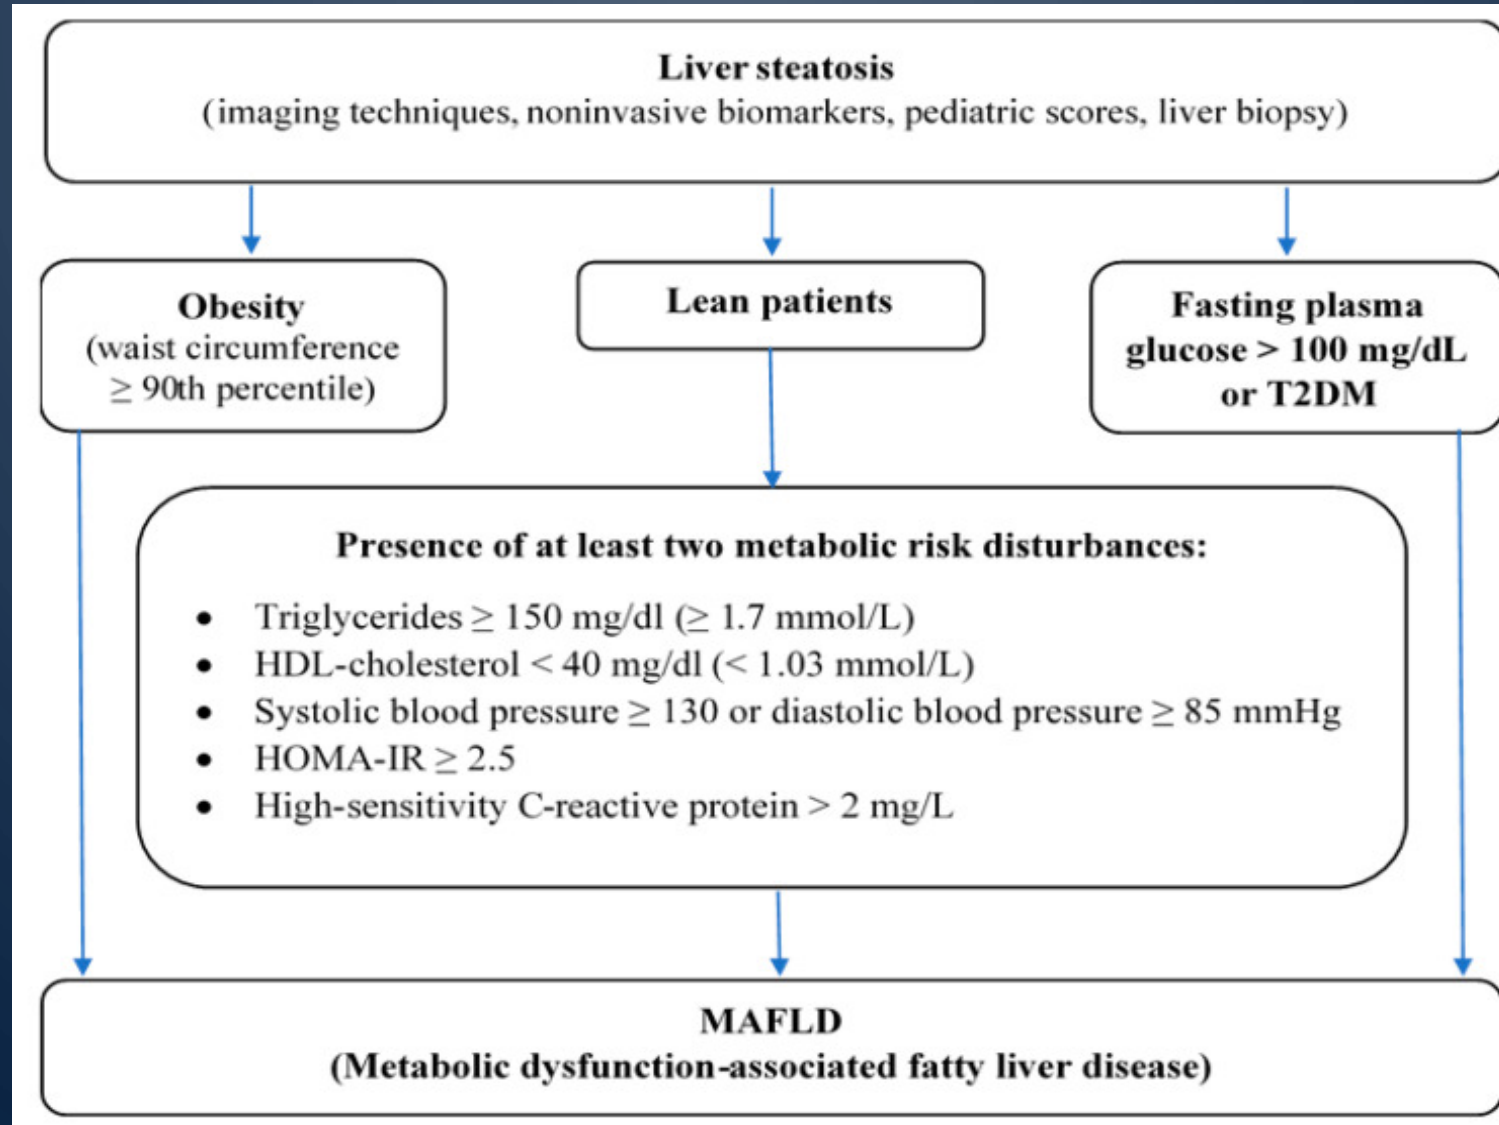 Liver steatosis
(imaging techniques, noninvasive biomarkers, pediatric scores, liver biopsy)
Obesity
(waist circumference
≥ 90th percentile)
Lean patients
Fasting plasma
glucose > 100 mg/dL
or T2DM
Presence of at least two metabolic risk disturbances:
• Triglycerides ≥ 150 mg/dl (≥ 1.7 mmol/L)
• HDL-cholesterol < 40 mg/dl (< 1.03 mmol/L)
• Systolic blood pressure ≥ 130 or diastolic blood pressure ≥ 85 mmHg
• HOMA-IR ≥ 2.5
• High-sensitivity C-reactive protein > 2 mg/L
MAFLD
(Metabolic dysfunction-associated fatty liver disease)